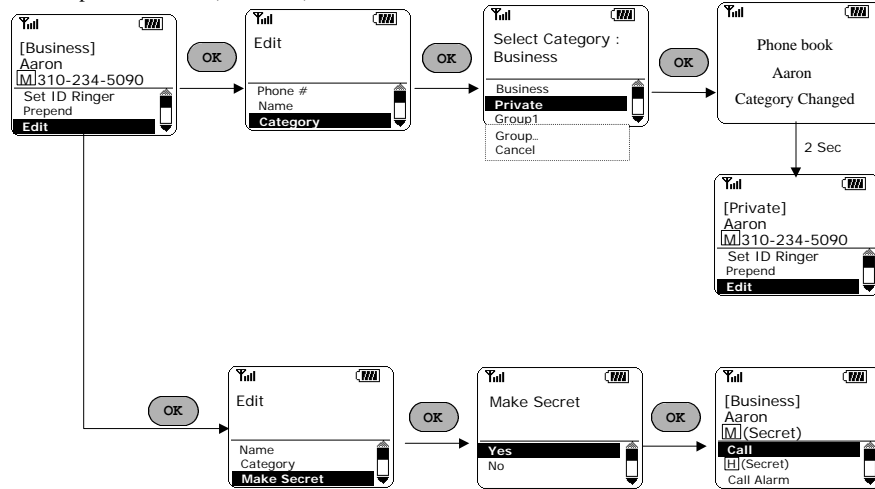 [Business]
Aaron
M 310-234-5090
Set ID Ringer
Prepend
Edit
OK
Edit
Phone #
Name
Category
OK
Select Category :
Business
Business
Private
Group1
Group…
Cancel
OK
Phone book
Aaron
Category Changed
2 Sec
[Private]
Aaron
M 310-234-5090
Set ID Ringer
Prepend
Edit
OK
Edit
Name
Category
Make Secret
OK
Make Secret
Yes
No
OK
[Business]
Aaron
M (Secret)
Call
H (Secret)
Call Alarm